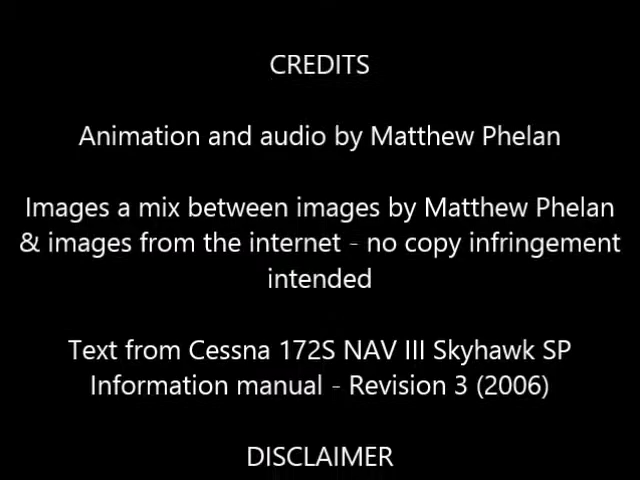 CREDITS
Animation and audio by Matthew Phelan
Images a mix between images by Matthew Phelan
& images from the internet - no copy infringement
intended
Text from Cessna 172S NAV III Skyhawk SP
Information manual - Revision 3 (2006)
DISCLAIMER